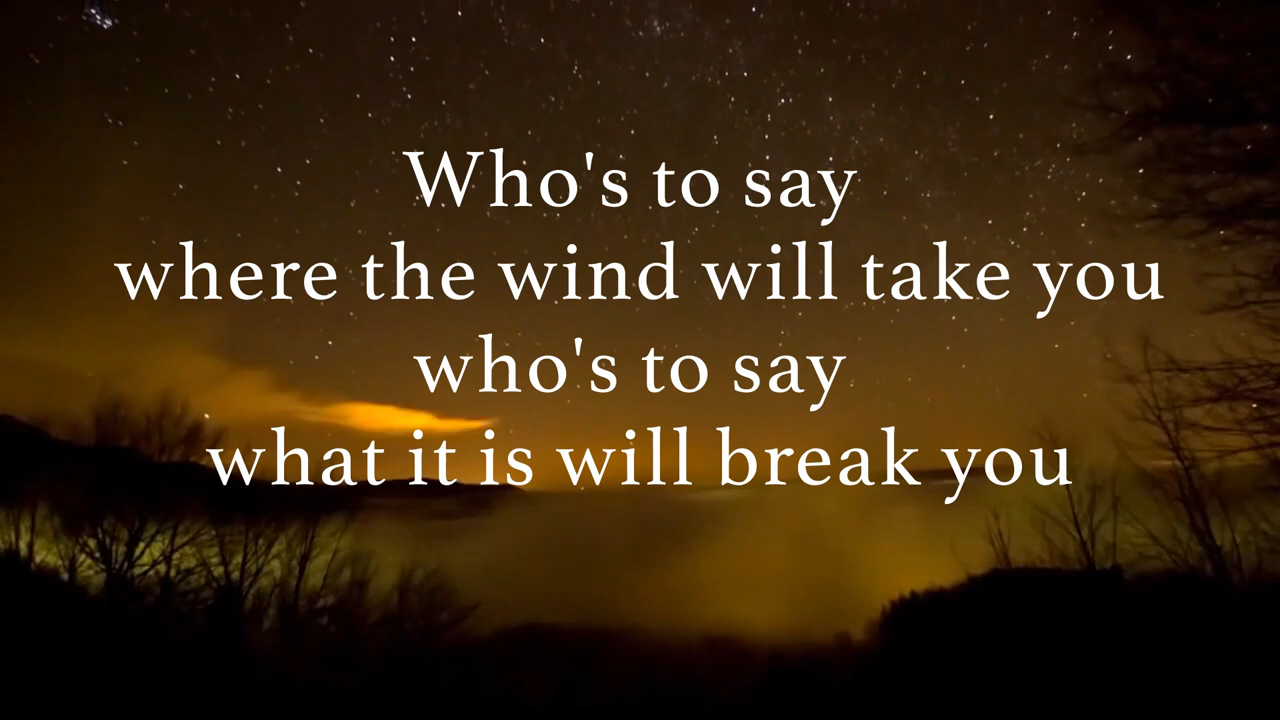 Who's to say
where the wind will take you
who's to say
what it is will break you